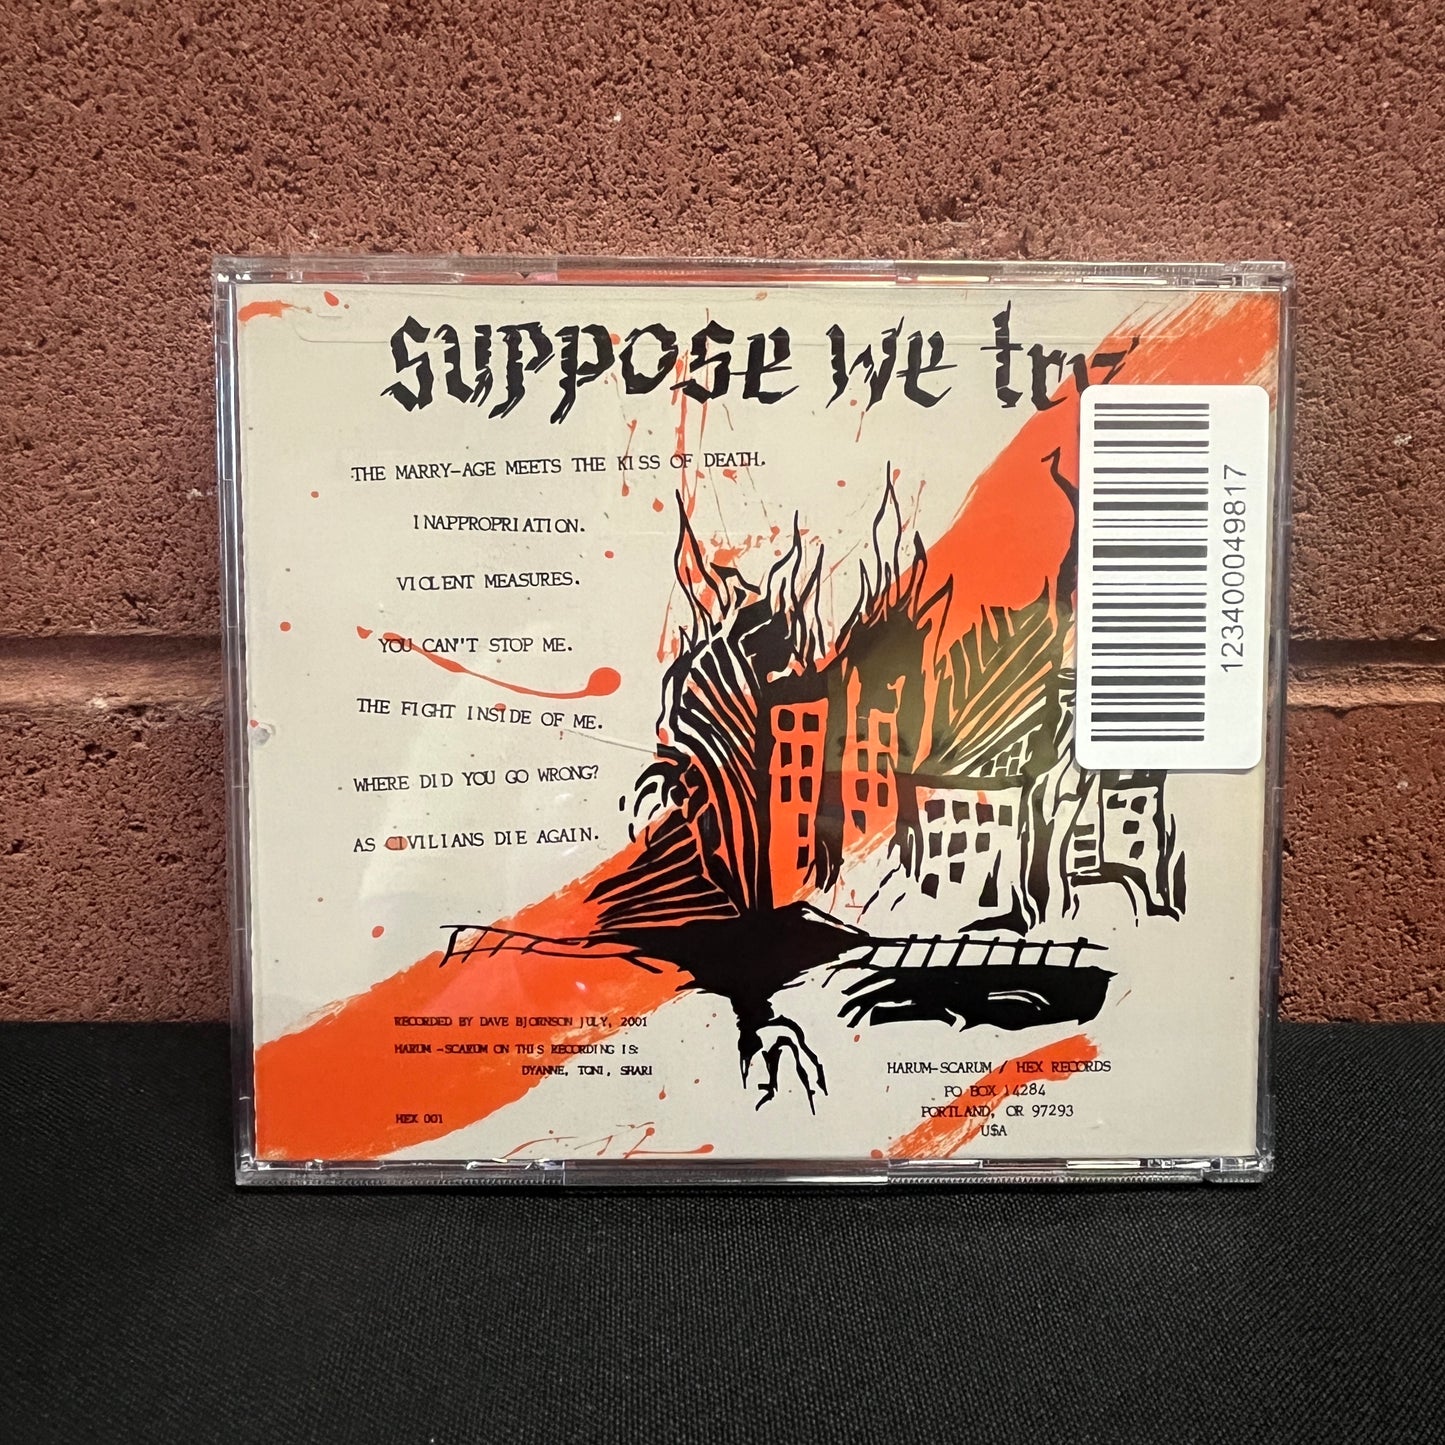 suppose we try
THE MARRY-AGE MEETS THE KISS OF DEATH.
INAPPROPRIATION.
VIOLENT MEASURES.
YOU CAN'"T STOP ME.
THE FIGHT INSIDE OF ME.
WHERE DID YOU GO WRONG?
AS CIVILIANS DIE AGAIN.
RECORDED BY DAVE BJORNSON JULY, 2001
HARUM-SCARUM ON THIS RECORDING IS:
DYANNE, TONI, SHARI
HEX 001
HARUM-SCARUM / HEX RECORDS
PO BOX 14284
PORTLAND, OR 97293
U$A
1234000049817